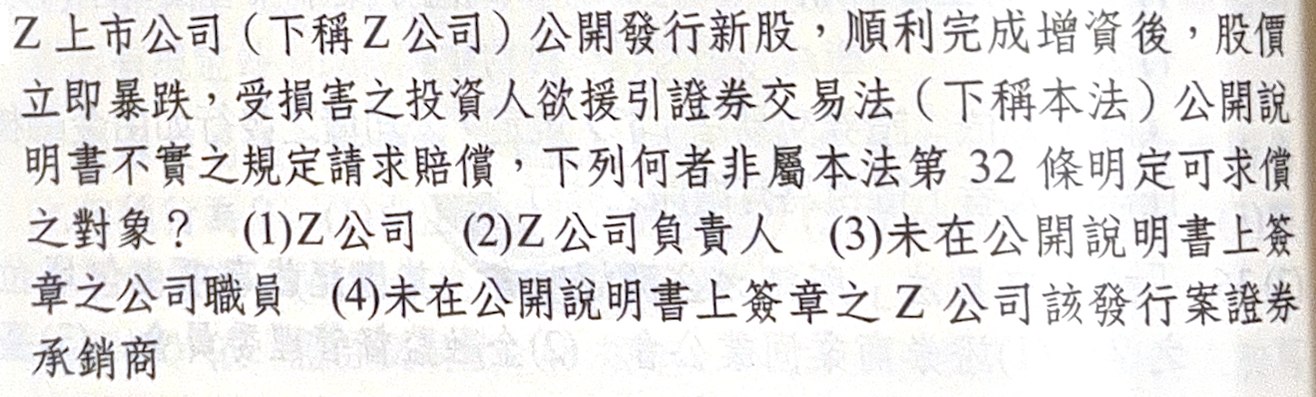 Z上市公司（下稱Z公司）公開發行新股，順利完成增資後，股價
立即暴跌，受損害之投資人欲援引證券交易法（下稱本法）公開說
明書不實之規定請求賠償，下列何者非屬本法第 32 條明定可求償
之對象？ (1)Z公司 (2)Z公司負責人 (3)未在公開說明書上簽
章之公司職員 (4)未在公開說明書上簽章之 Z 公司該發行案證券
承銷商